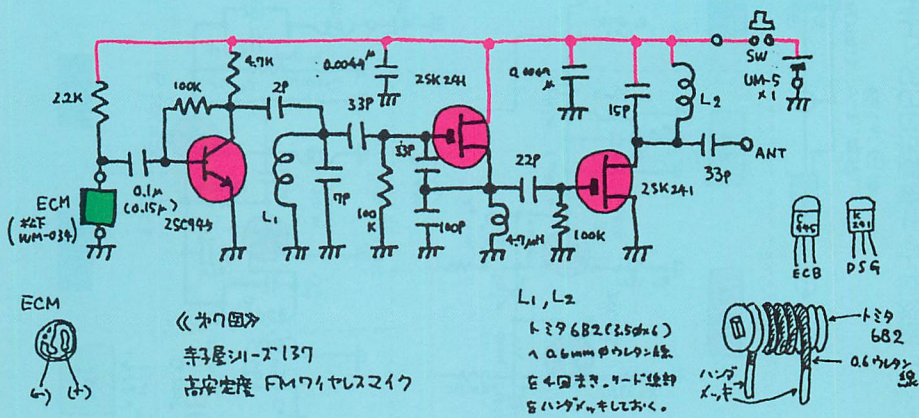 SW
UM-5
×1
4.7K
0.0047μ
2SK241
0.0047
μ
2.2K
100K
2P
33P
15P
L2
ANT
33P
ECM
(松下
WM-034)
0.1μ
(0.15μ)
2SC945
L1
7P
100
K
33P
100P
22P
4.7μH
100K
2SK241
C
945
ECB
K
241
DSG
ECM
(-) (+)
≪第7図≫
寺子屋シリーズ137
高安定度 FMワイヤレスマイク
L1, L2
トミタ6B2(3.5φx6)
へ0.6mmφウレタン線
を4回まき。リード線部
をハンダメッキしておく。
トミタ
6B2
0.6ウレタン
線
ハンダ
メッキ